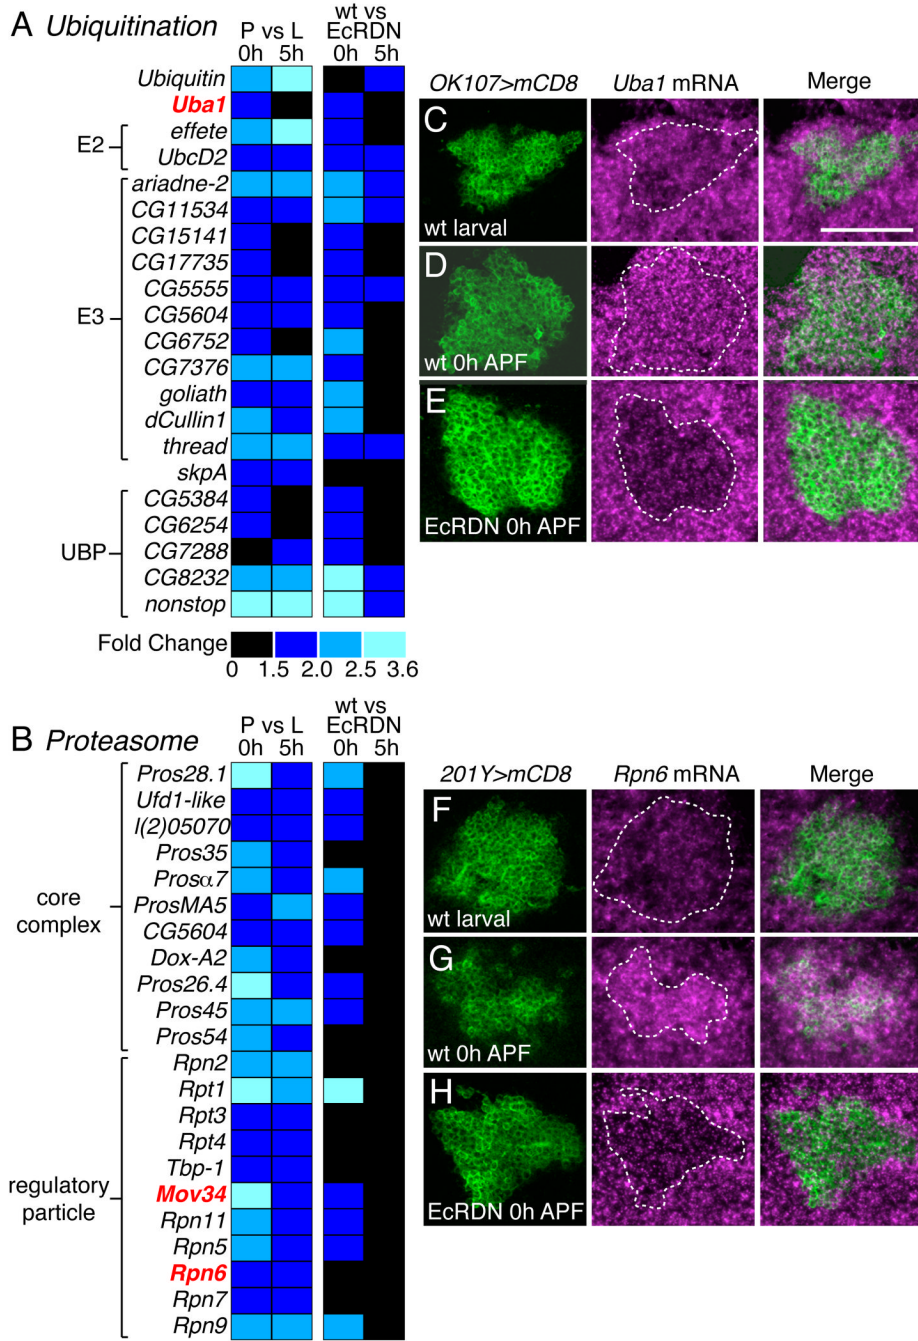 A Ubiquitination
P vs L
wt vs
EcRDN
0h 5h 0h 5h
Ubiquitin
Uba1
E2
effete
UbcD2
E3
ariadne-2
CG11534
CG15141
CG17735
CG5555
CG5604
CG6752
CG7376
goliath
dCullin1
thread
skpA
UBP
CG5384
CG6254
CG7288
CG8232
nonstop
Fold Change
0 1.5 2.0 2.5 3.6
OK107>mCD8 Uba1 mRNA Merge
C
wt larval
D
wt 0h APF
E
EcRDN 0h APF
B Proteasome
P vs L
wt vs
EcRDN
0h 5h 0h 5h
core
complex
Pros28.1
Ufd1-like
l(2)05070
Pros35
Prosα7
ProsMA5
CG5604
Dox-A2
Pros26.4
Pros45
Pros54
regulatory
particle
Rpn2
Rpt1
Rpt3
Rpt4
Tbp-1
Mov34
Rpn11
Rpn5
Rpn6
Rpn7
Rpn9
201Y>mCD8 Rpn6 mRNA Merge
F
wt larval
G
wt 0h APF
H
EcRDN 0h APF